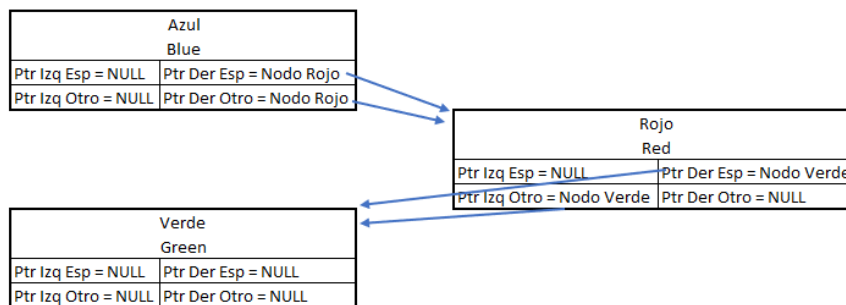 Azul
Blue
Ptr Izq Esp = NULL Ptr Der Esp = Nodo Rojo
Ptr Izq Otro = NULL Ptr Der Otro = Nodo Rojo
Rojo
Red
Ptr Izq Esp = NULL Ptr Der Esp = Nodo Verde
Ptr Izq Otro = Nodo Verde Ptr Der Otro = NULL
Verde
Green
Ptr Izq Esp = NULL Ptr Der Esp = NULL
Ptr Izq Otro = NULL Ptr Der Otro = NULL